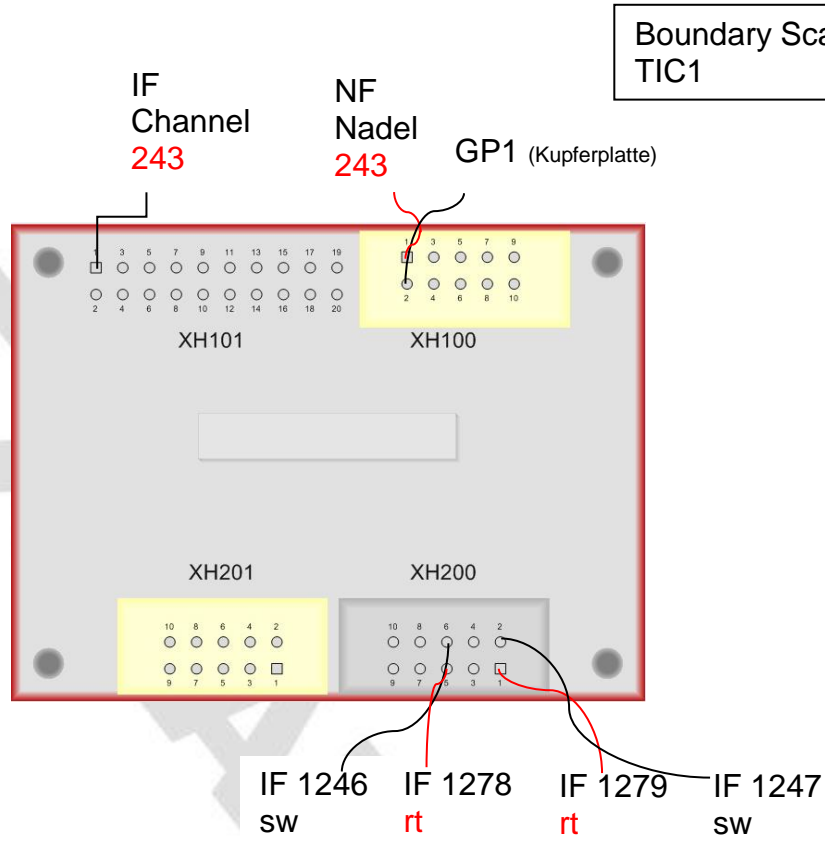 Boundary Sca
TIC1
IF
Channel
243
NF
Nadel
243
GP1 (Kupferplatte)
1 3 5 7 9 11 13 15 17 19
2 4 6 8 10 12 14 16 18 20
XH101
1 3 5 7 9
2 4 6 8 10
XH100
XH201
10 8 6 4 2
9 7 5 3 1
XH200
10 8 6 4 2
9 7 5 3 1
IF 1246
sw
IF 1278
rt
IF 1279
rt
IF 1247
sw